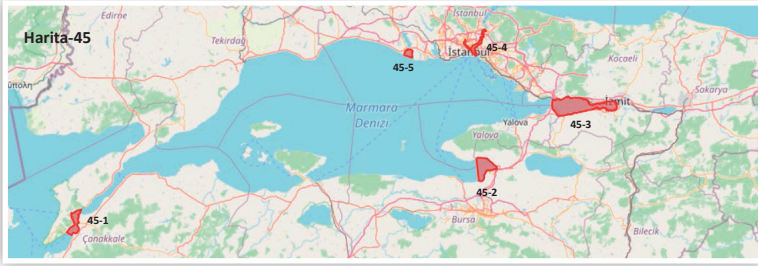 Edirne
İstanbul
Harita-45
Tekirdağ
İstanbul
45-4
Kocaeli
45-5
ύπολη
İzmit
Sakarya
Marmara
Denizi
45-3
Yalova
Yalova
45-2
45-1
Bursa
Bilecik
Çanakkale